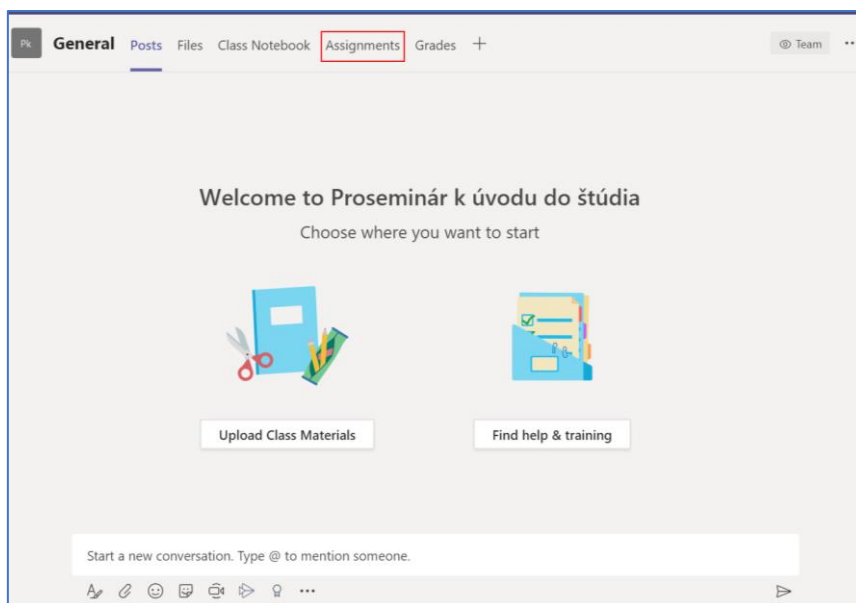 Pk General Posts Files Class Notebook Assignments Grades + Team
Welcome to Proseminár k úvodu do štúdia
Choose where you want to start
Upload Class Materials Find help & training
Start a new conversation. Type @ to mention someone.